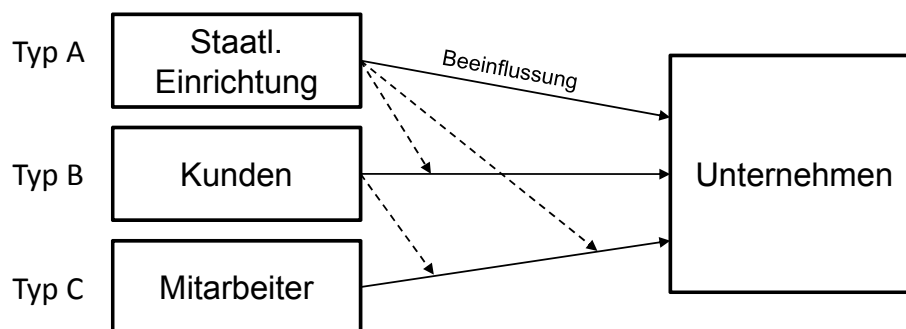 Typ A
Staatl.
Einrichtung
Beeinflussung
Typ B
Kunden
Unternehmen
Typ C
Mitarbeiter